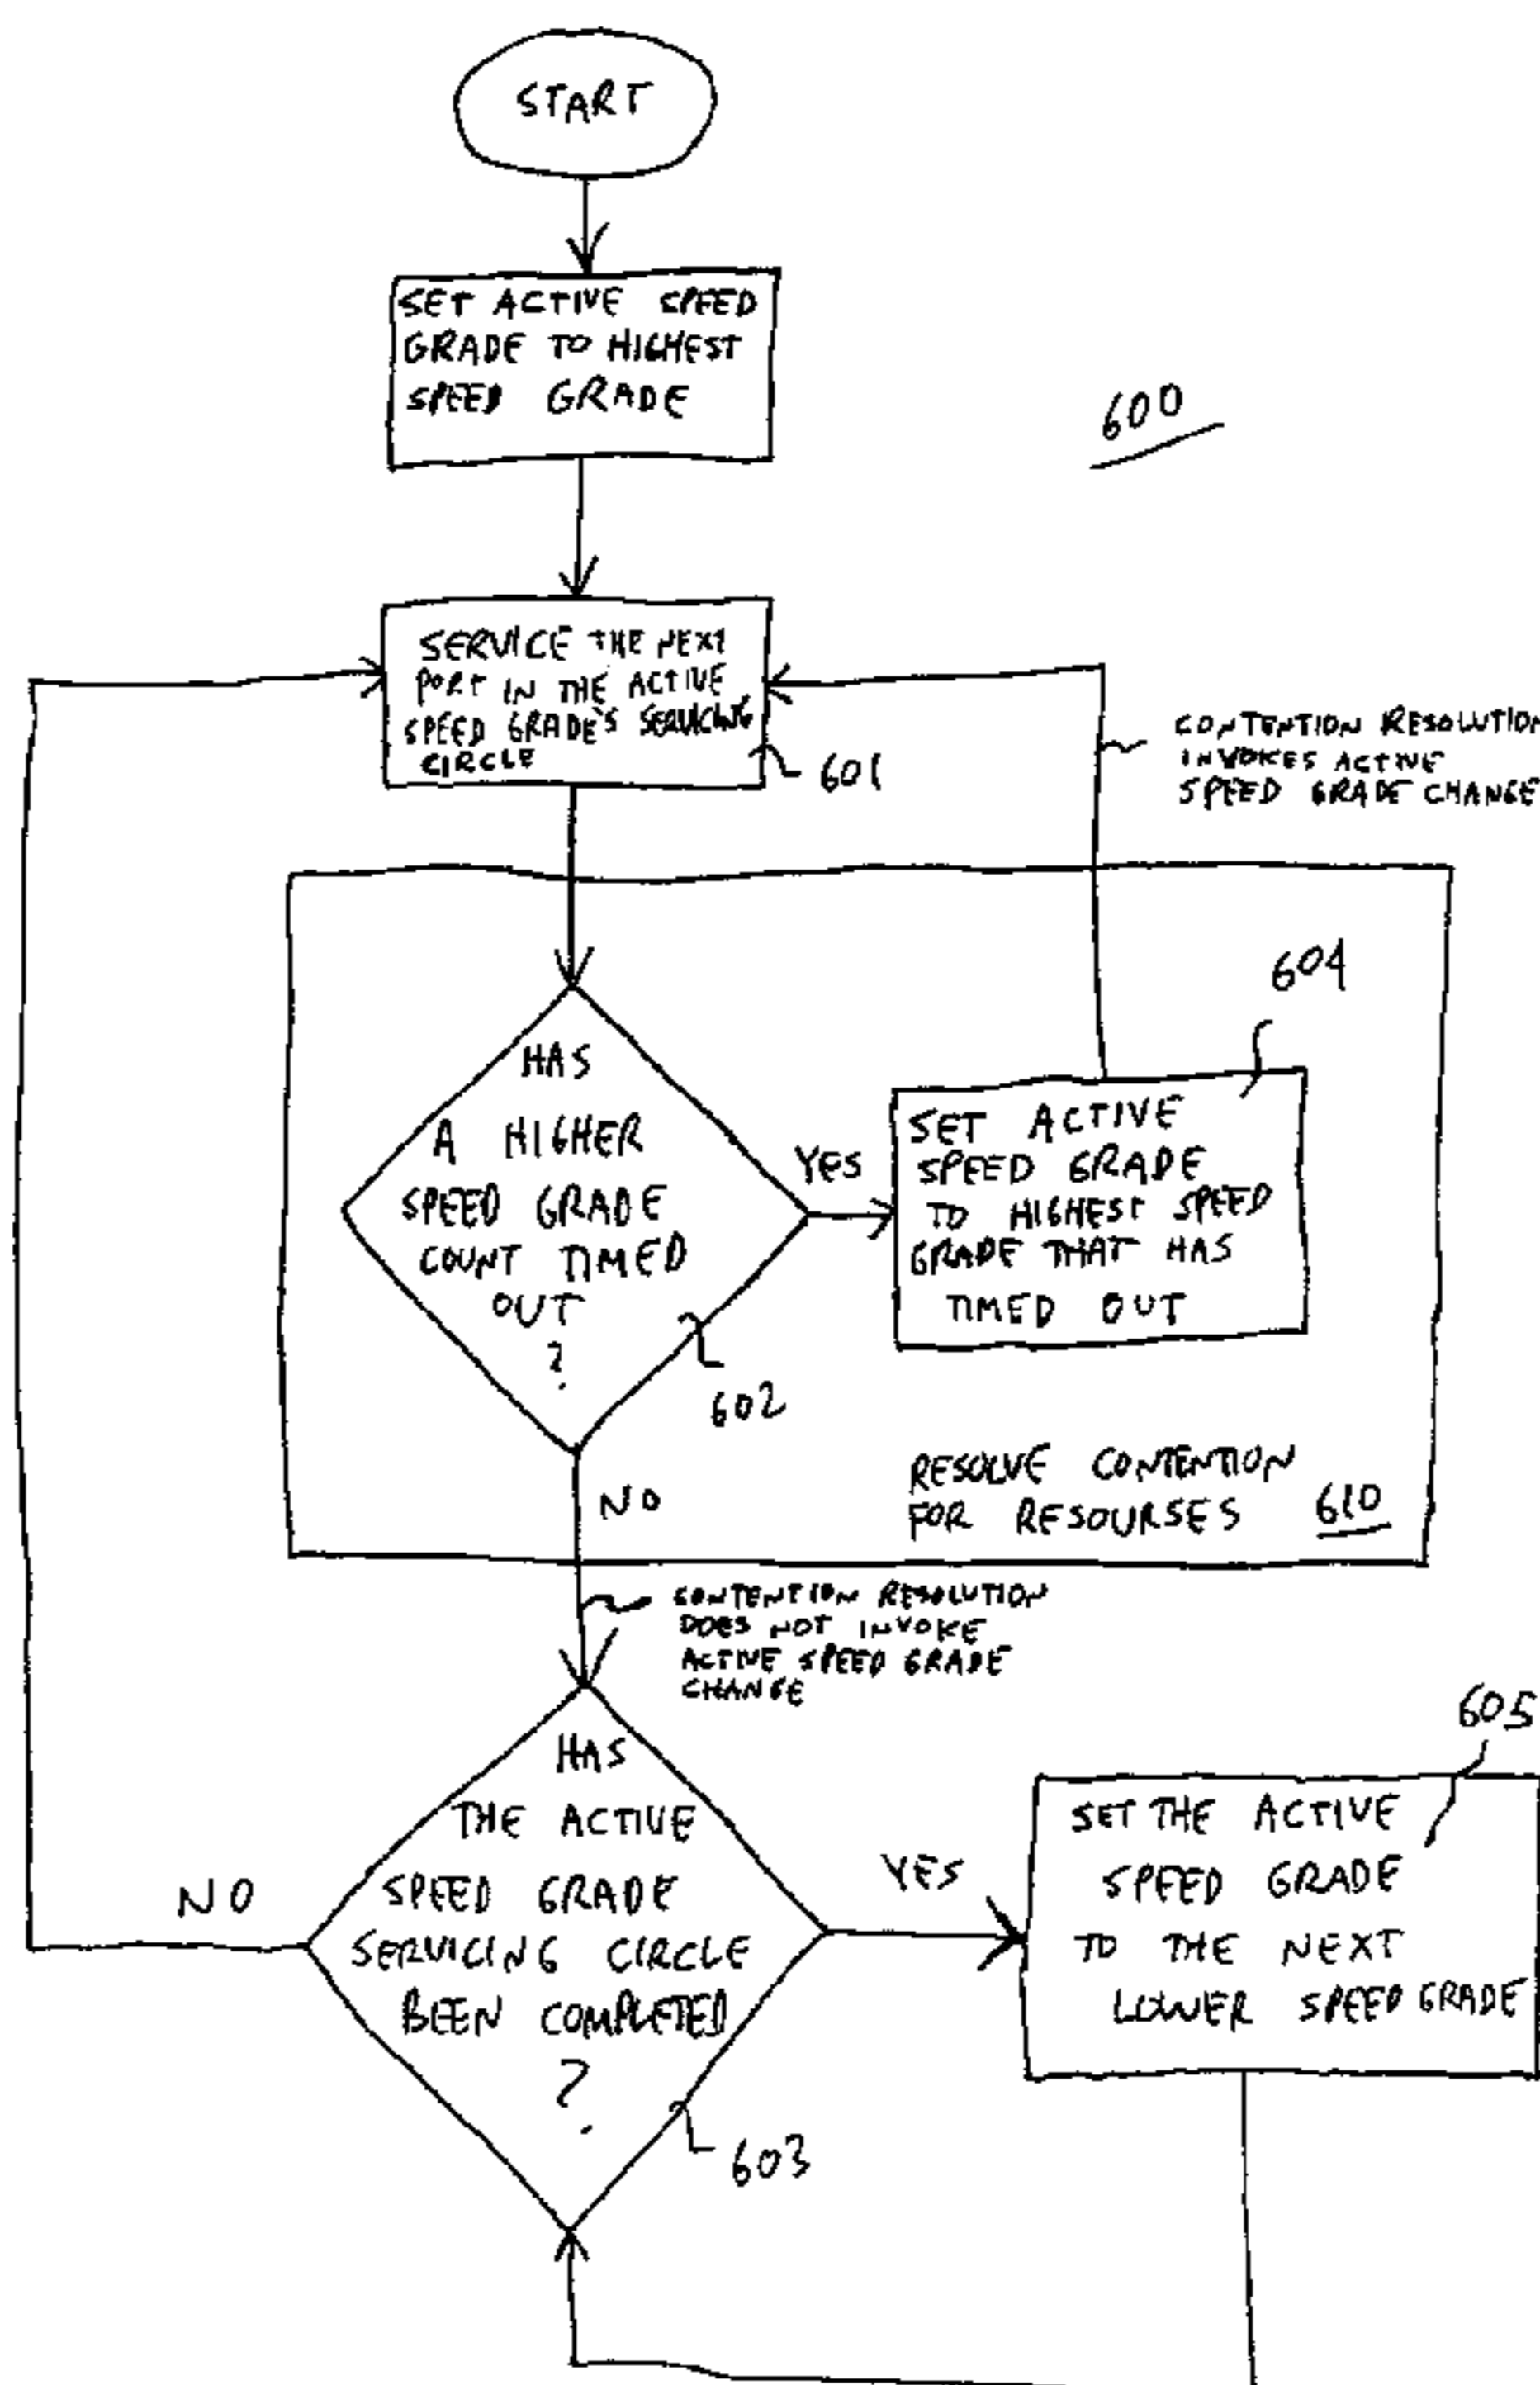 START
SET ACTIVE SPEED
GRADE TO HIGHEST
SPEED GRADE
600
SERVICE THE NEXT
PORT IN THE ACTIVE
SPEED GRADE'S SERVICING
CIRCLE
601
CONTENTION RESOLUTION
INVOKES ACTIVE
SPEED GRADE CHANGE
604
HAS
A HIGHER
SPEED GRADE
COUNT TIMED
OUT
?
602
YES
SET ACTIVE
SPEED GRADE
TO HIGHEST SPEED
GRADE THAT HAS
TIMED OUT
NO
RESOLVE CONTENTION
FOR RESOURSES 610
CONTENTION RESOLUTION
DOES NOT INVOKE
ACTIVE SPEED GRADE
CHANGE
605
HAS
THE ACTIVE
SPEED GRADE
SERVICING CIRCLE
BEEN COMPLETED
?
603
NO
YES
SET THE ACTIVE
SPEED GRADE
TO THE NEXT
LOWER SPEED GRADE